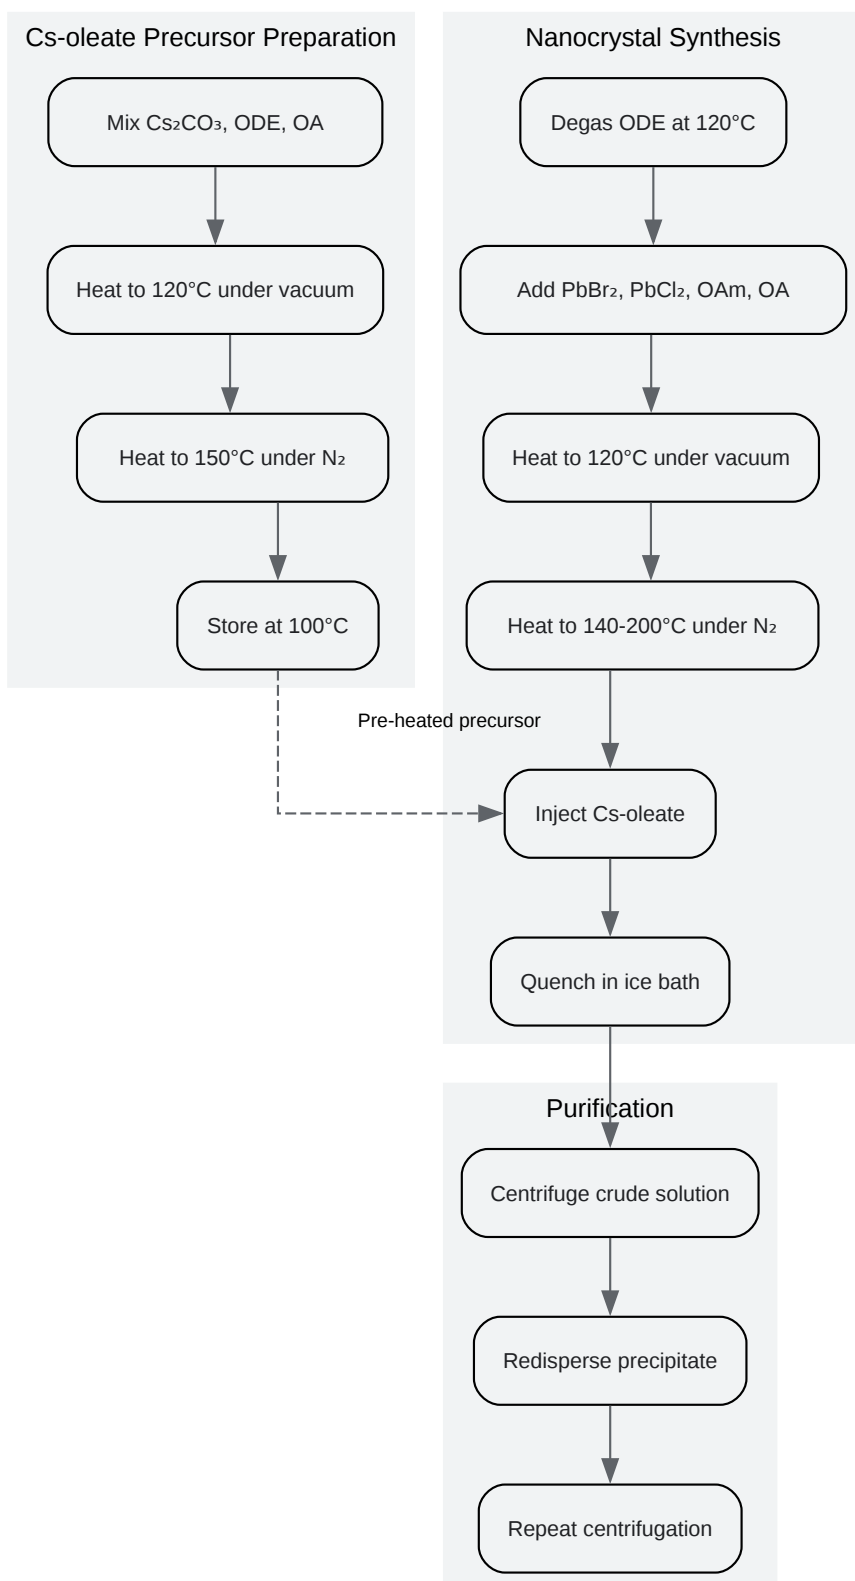 Cs-oleate Precursor Preparation
Mix Cs₂CO₃, ODE, OA
Heat to 120°C under vacuum
Heat to 150°C under N₂
Store at 100°C
Pre-heated precursor
Nanocrystal Synthesis
Degas ODE at 120°C
Add PbBr₂, PbCl₂, OAm, OA
Heat to 120°C under vacuum
Heat to 140-200°C under N₂
Inject Cs-oleate
Quench in ice bath
Purification
Centrifuge crude solution
Redisperse precipitate
Repeat centrifugation